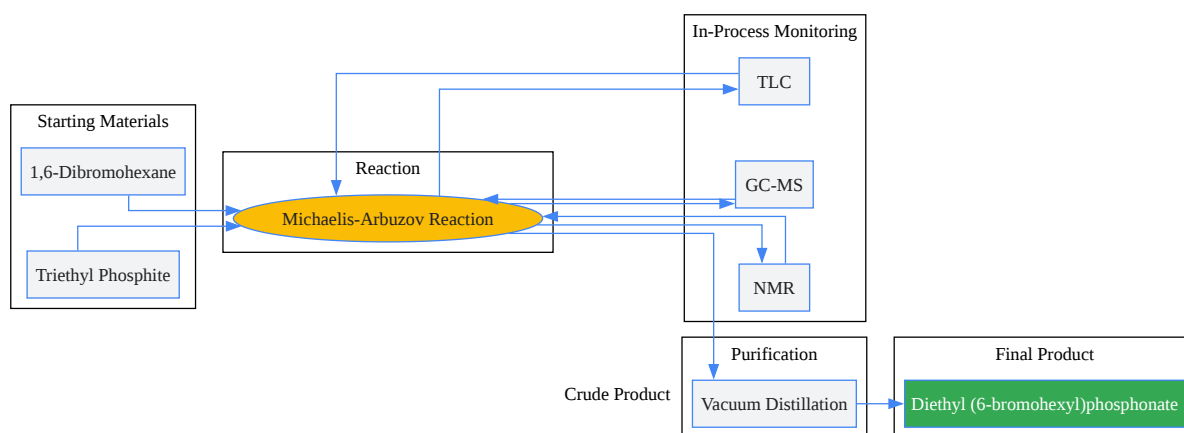 In-Process Monitoring
TLC
Starting Materials
1,6-Dibromohexane
Reaction
GC-MS
Michaelis-Arbuzov Reaction
Triethyl Phosphite
NMR
Purification
Final Product
Crude Product
Vacuum Distillation
Diethyl (6-bromohexyl)phosphonate